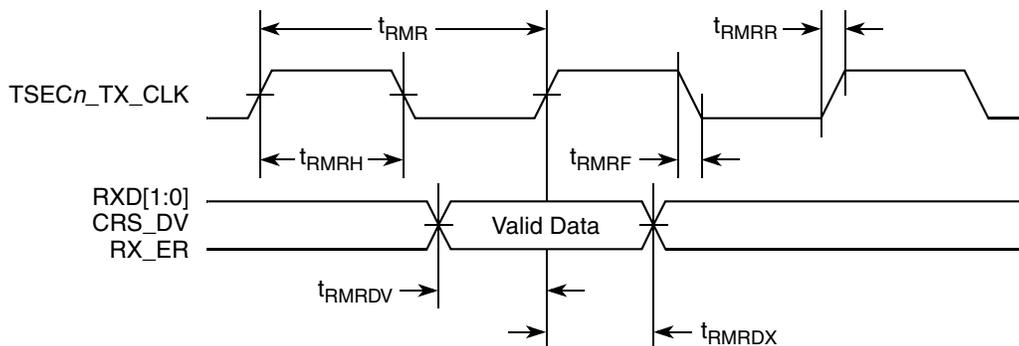 tRMR
tRMRR
TSECn_TX_CLK
tRMRH
tRMRF
RXD[1:0]
CRS_DV
RX_ER
Valid Data
tRMRDV
tRMRDX